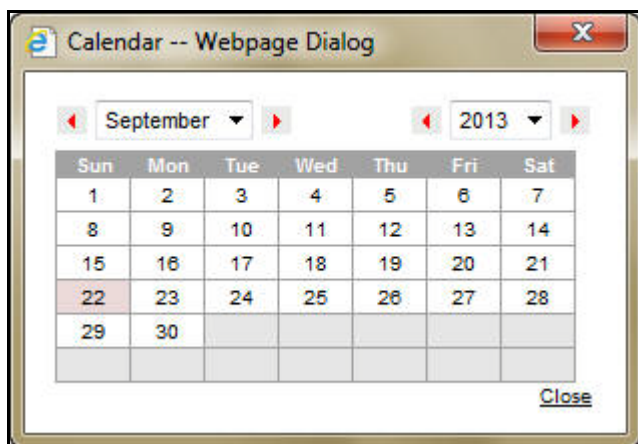 Calendar -- Webpage Dialog
September 2013
Sun Mon Tue Wed Thu Fri Sat
1 2 3 4 5 6 7
8 9 10 11 12 13 14
15 16 17 18 19 20 21
22 23 24 25 26 27 28
29 30
Close